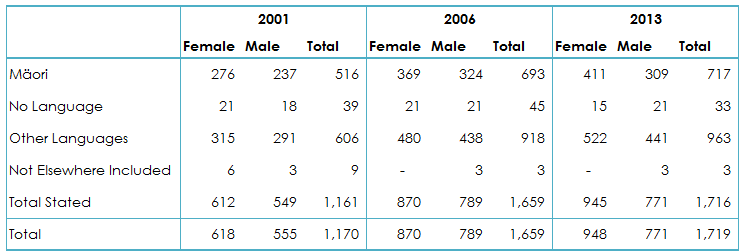 2001 2006 2013
Female Male Total Female Male Total Female Male Total
Mäori 276 237 516 369 324 693 411 309 717
No Language 21 18 39 21 21 45 15 21 33
Other Languages 315 291 606 480 438 918 522 441 963
Not Elsewhere Included 6 3 9 - 3 3 - 3 3
Total Stated 612 549 1,161 870 789 1,659 945 771 1,716
Total 618 555 1,170 870 789 1,659 948 771 1,719